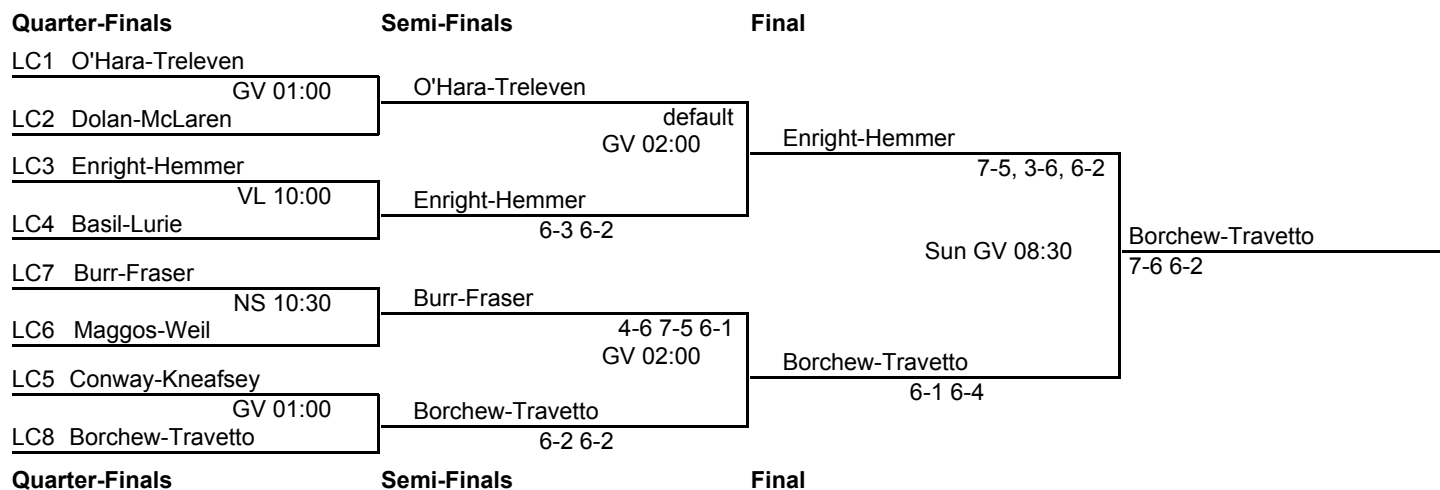 Quarter-Finals Semi-Finals Final
LC1 O'Hara-Treleven
GV 01:00 O'Hara-Treleven
LC2 Dolan-McLaren default
GV 02:00 Enright-Hemmer
LC3 Enright-Hemmer 7-5, 3-6, 6-2
VL 10:00 Enright-Hemmer
LC4 Basil-Lurie 6-3 6-2
Sun GV 08:30 Borchew-Travetto
LC7 Burr-Fraser 7-6 6-2
NS 10:30 Burr-Fraser
LC6 Maggos-Weil 4-6 7-5 6-1
GV 02:00 Borchew-Travetto
LC5 Conway-Kneafsey 6-1 6-4
GV 01:00 Borchew-Travetto
LC8 Borchew-Travetto 6-2 6-2
Quarter-Finals Semi-Finals Final